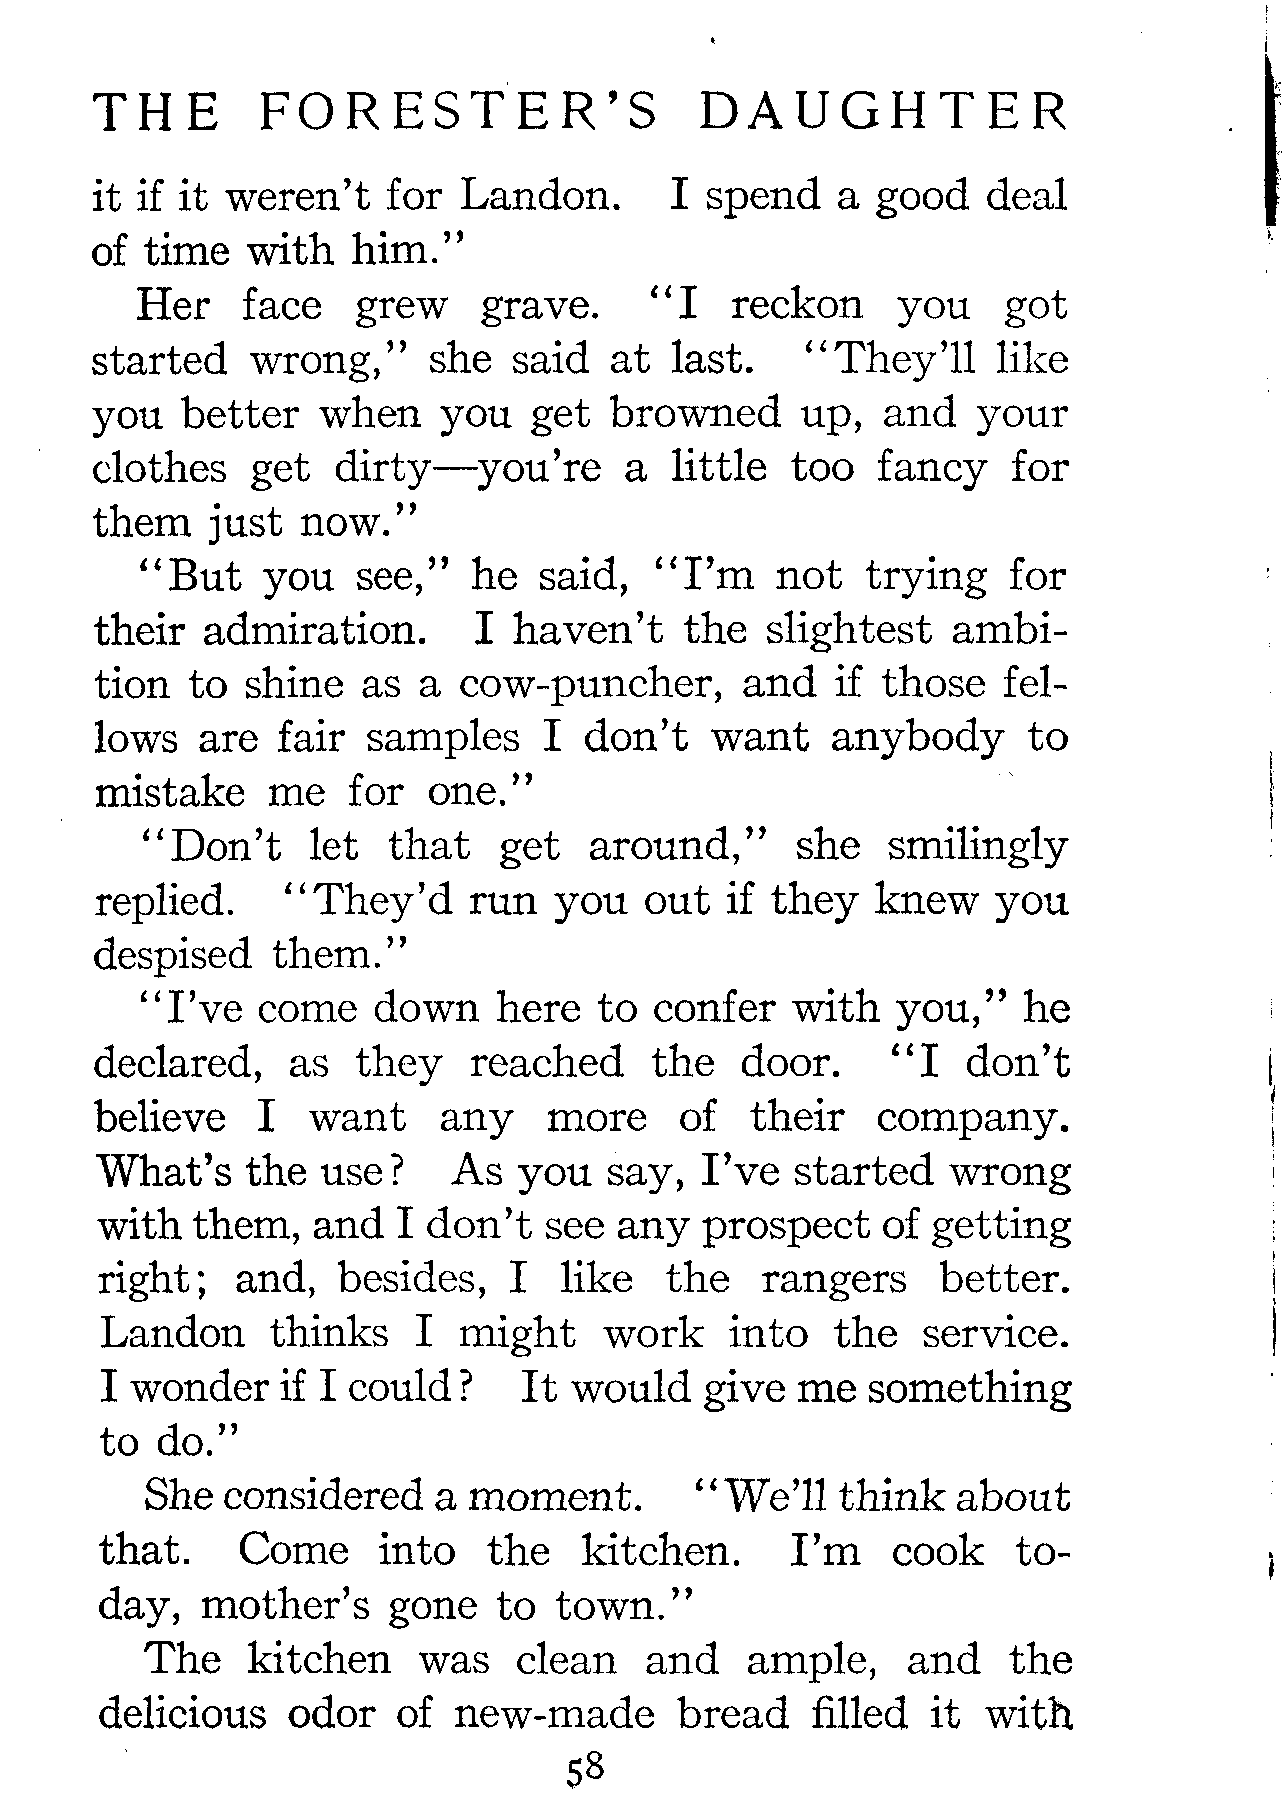 THE FORESTER'S DAUGHTER
it if it weren't for Landon. I spend a good deal
of time with him."
Her face grew grave. "I reckon you got
started wrong," she said at last. "They'll like
you better when you get browned up, and your
clothes get dirty—you're a little too fancy for
them just now."
"But you see," he said, "I'm not trying for
their admiration. I haven't the slightest ambi-
tion to shine as a cow-puncher, and if those fel-
lows are fair samples I don't want anybody to
mistake me for one."
"Don't let that get around," she smilingly
replied. "They'd run you out if they knew you
despised them."
"I've come down here to confer with you," he
declared, as they reached the door. "I don't
believe I want any more of their company.
What's the use? As you say, I've started wrong
with them, and I don't see any prospect of getting
right; and, besides, I like the rangers better.
Landon thinks I might work into the service.
I wonder if I could? It would give me something
to do."
She considered a moment. "We'll think about
that. Come into the kitchen. I'm cook to-
day, mother's gone to town."
The kitchen was clean and ample, and the
delicious odor of new-made bread filled it with
58